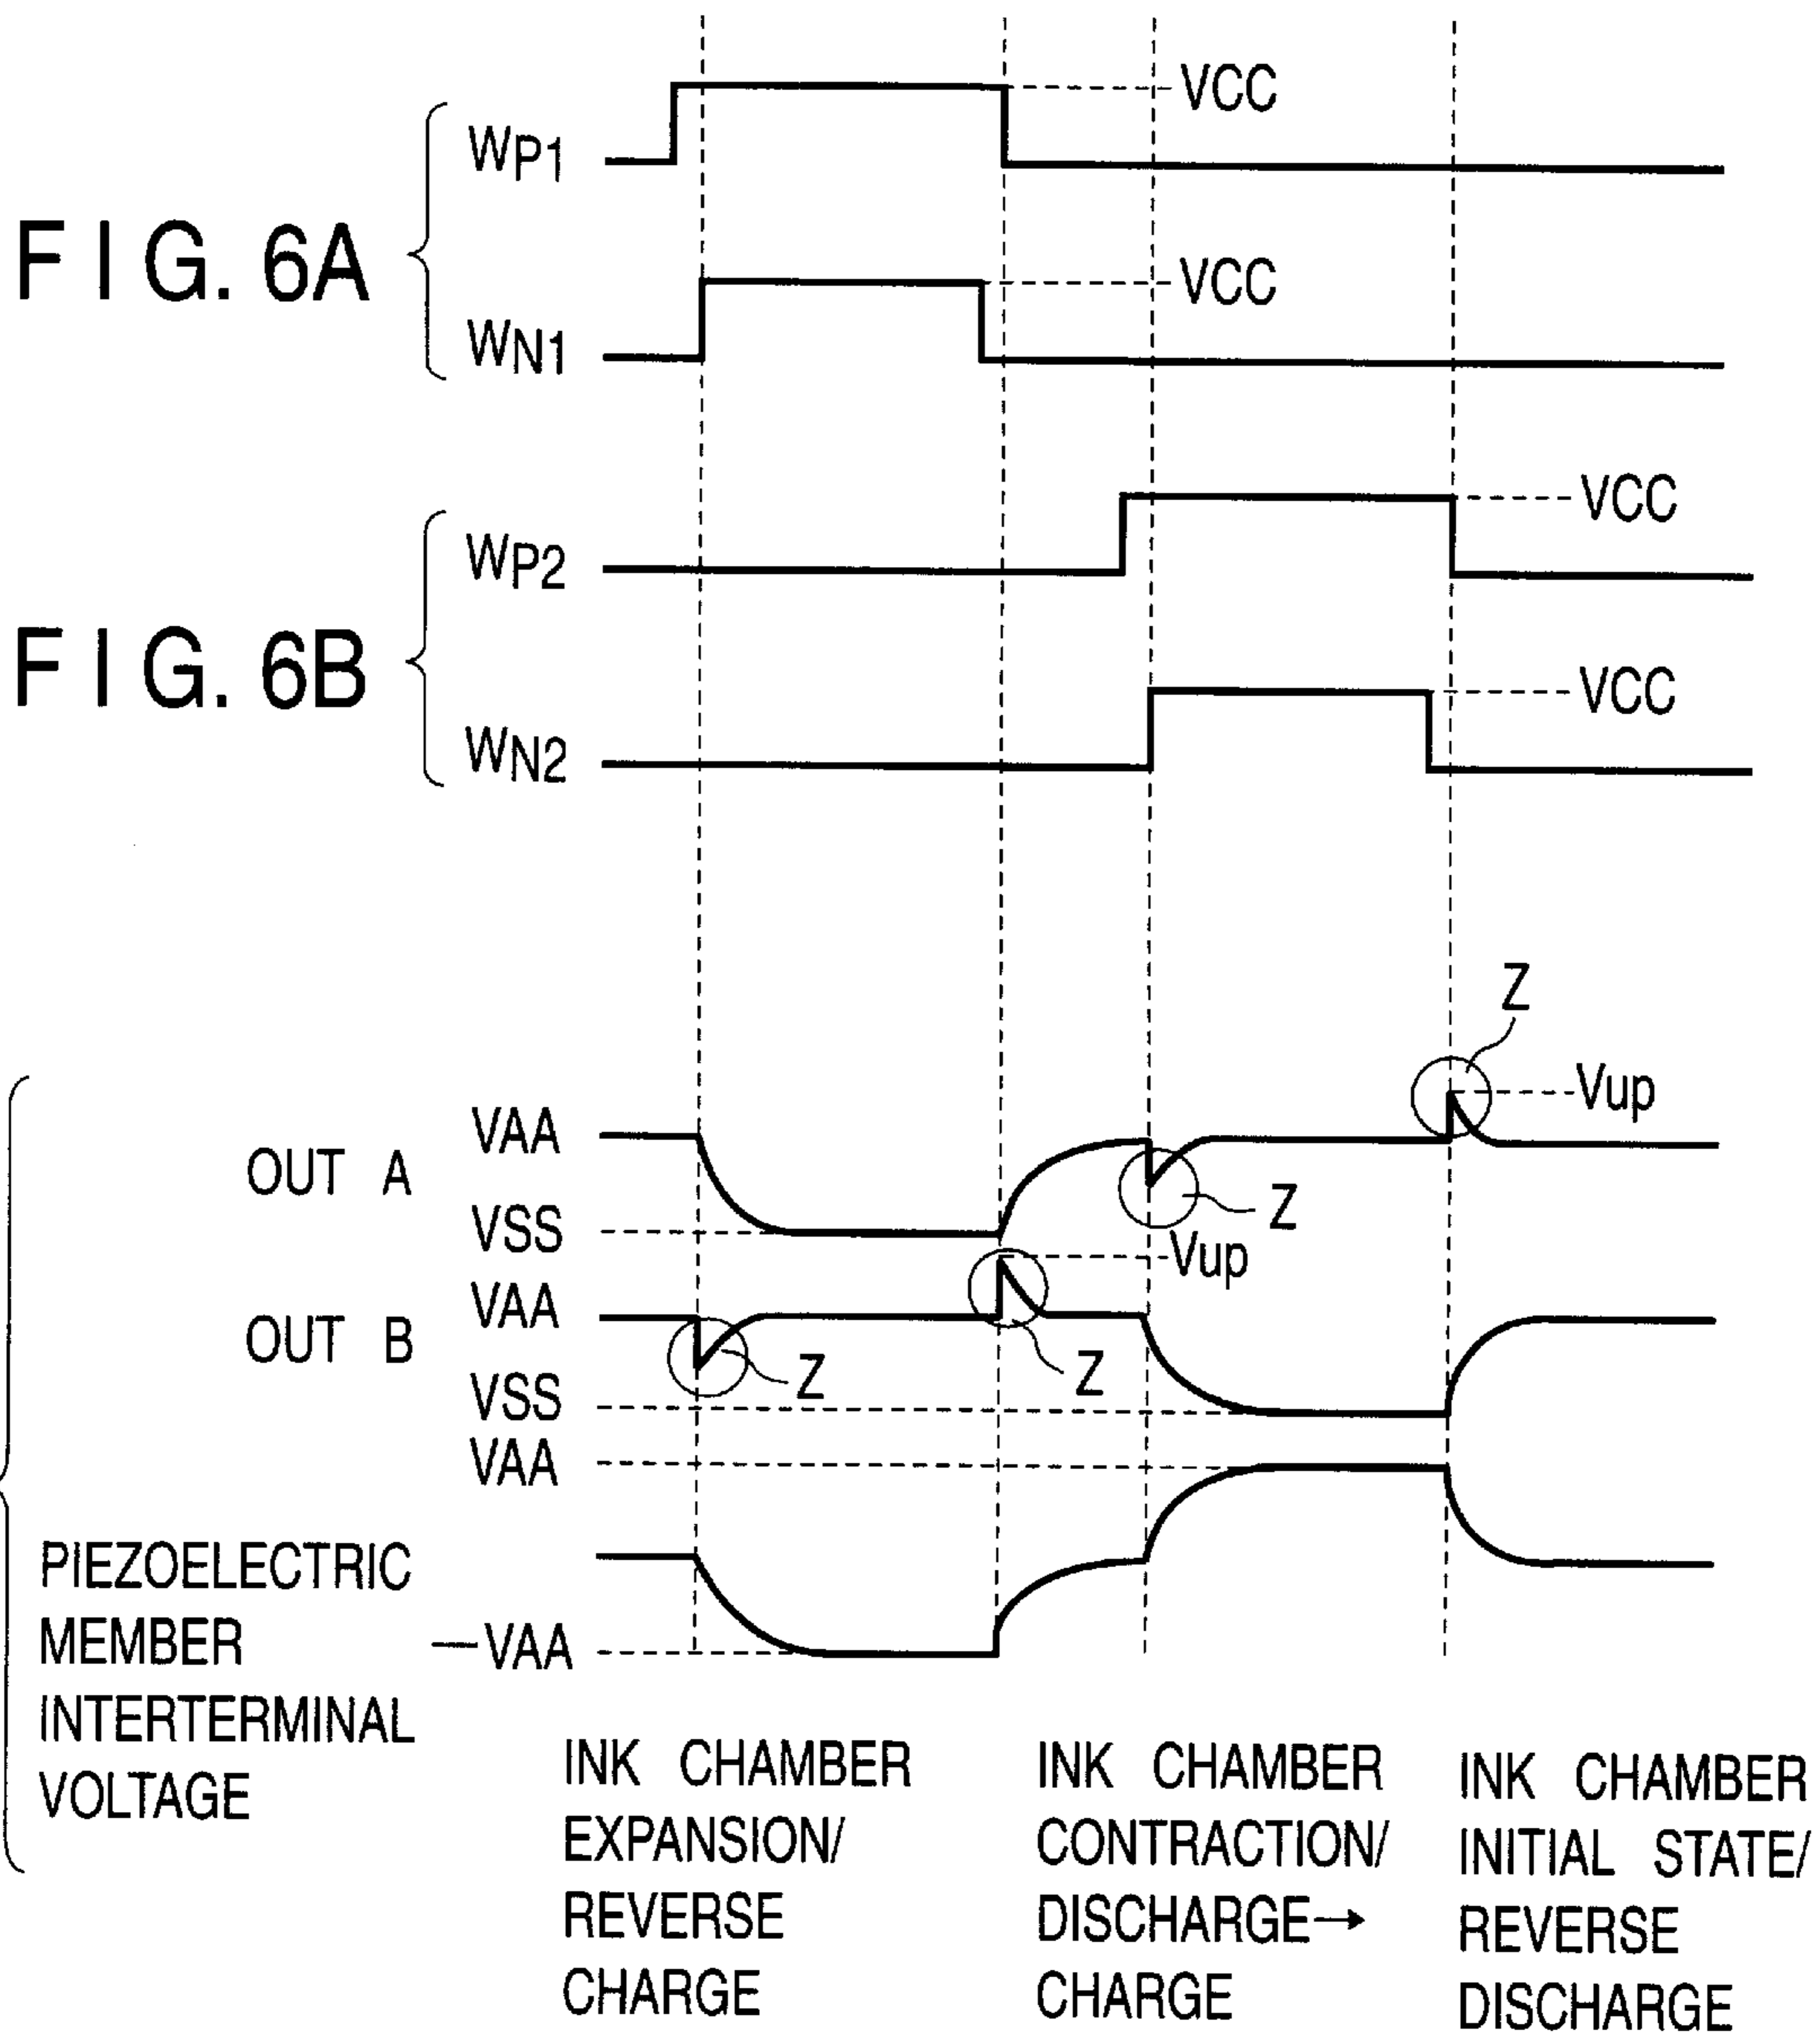 VCC
WP1
FIG. 6A
VCC
WN1
VCC
WP2
FIG. 6B
VCC
WN2
Z
Vup
VAA
OUT A
Z
VSS
Vup
VAA
OUT B
Z
Z
VSS
VAA
PIEZOELECTRIC
MEMBER
—VAA
INTERTERMINAL
VOLTAGE
INK CHAMBER
EXPANSION/
REVERSE
CHARGE
INK CHAMBER
CONTRACTION/
DISCHARGE→
CHARGE
INK CHAMBER
INITIAL STATE/
REVERSE
DISCHARGE